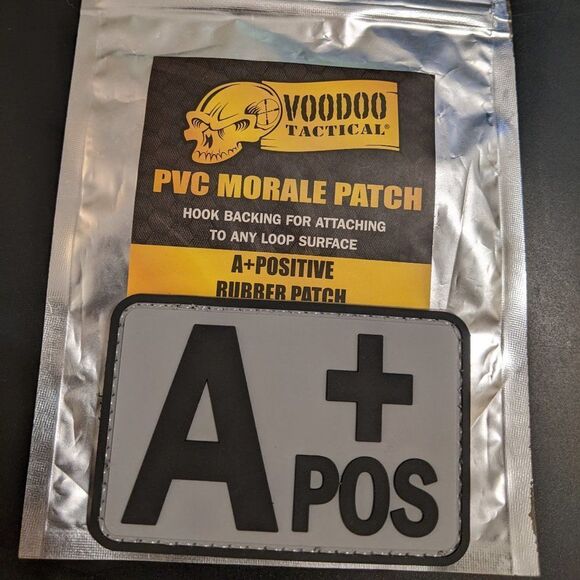 VOODOO
TACTICAL®
PVC MORALE PATCH
HOOK BACKING FOR ATTACHING
TO ANY LOOP SURFACE
A+POSITIVE
RUBBER PATCH
A+
POS